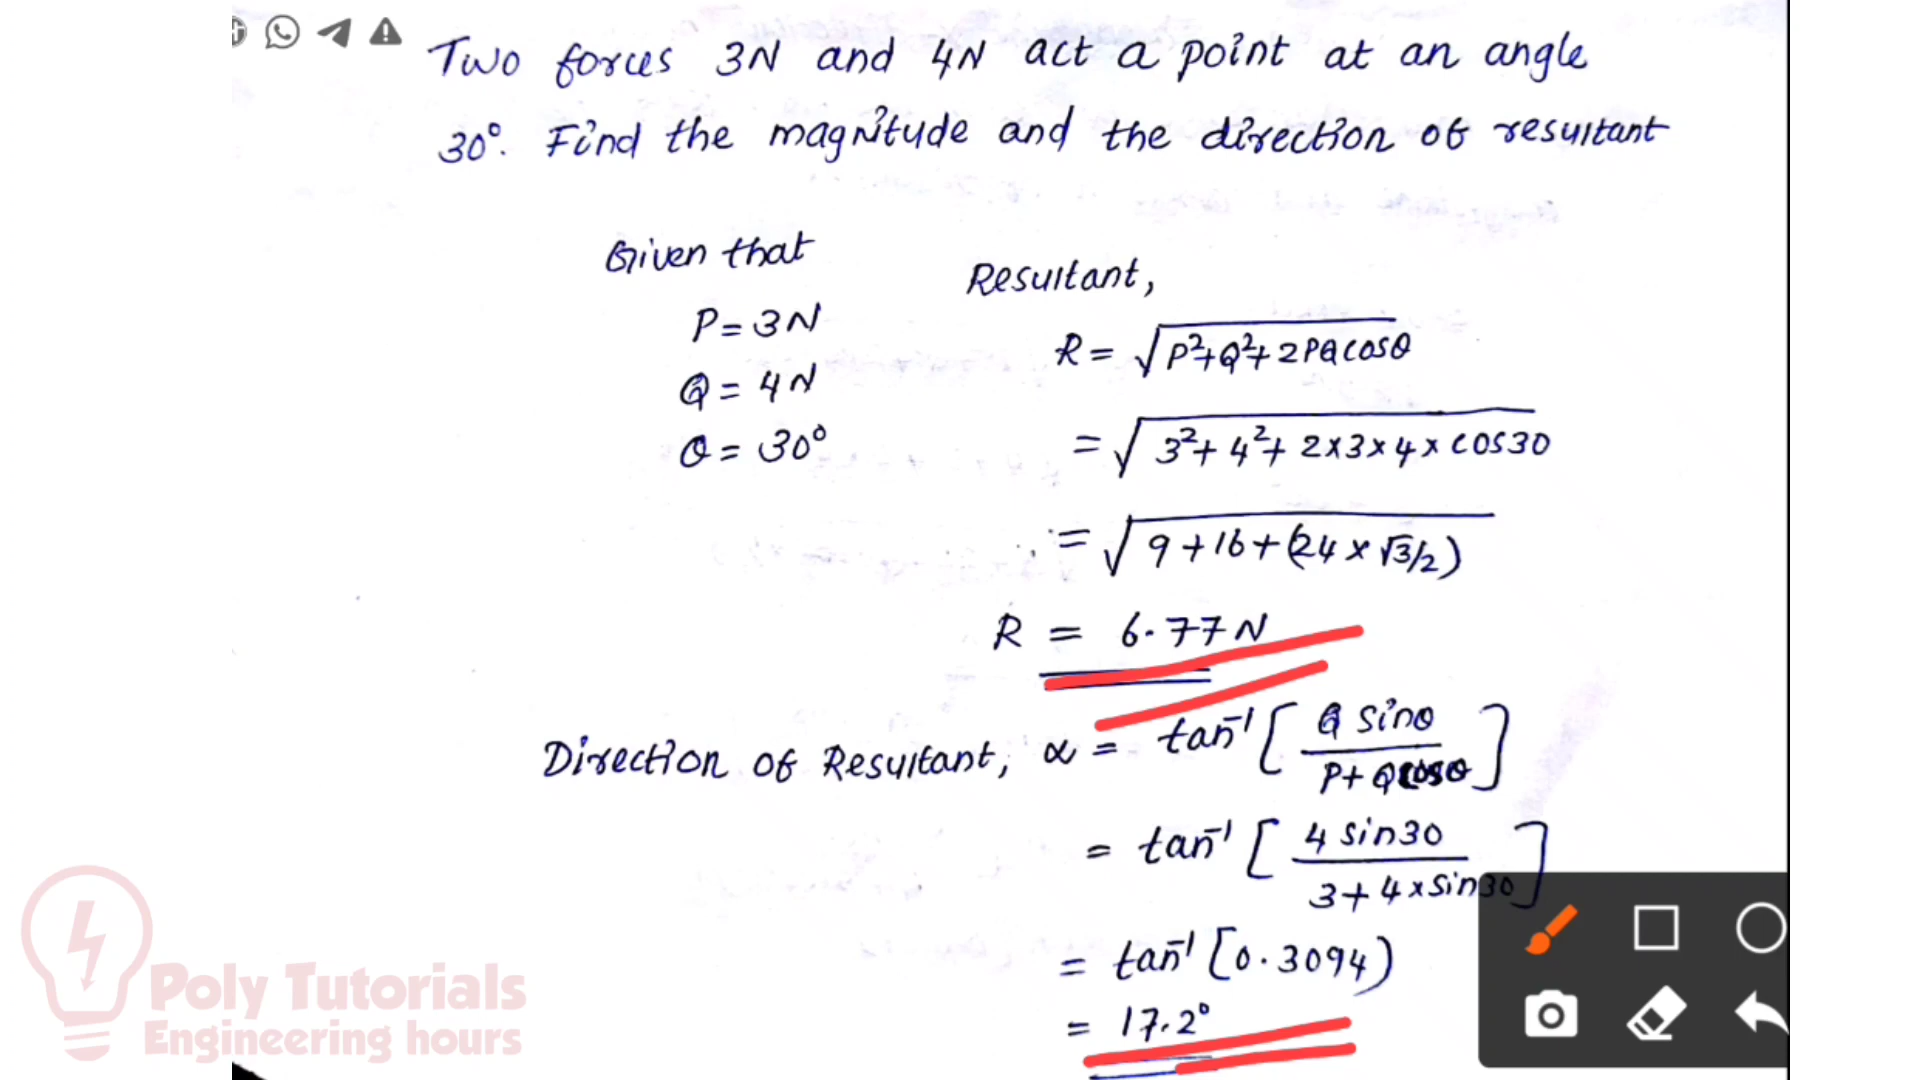 Two forces 3N and 4N act a point at an angle
30°. Find the magnitude and the direction of resultant
Given that
P = 3N
Q = 4N
θ = 30°
Resultant,
R = √P²+Q²+2PQcosθ
= √3²+4²+2×3×4×cos30
= √9+16+(24×√3/2)
R = 6.77N
Direction of Resultant, α = tan⁻¹[Q sinθ / P+Qcosθ]
= tan⁻¹[4 sin30 / 3+4×sin30]
= tan⁻¹[0.3094)
= 17.2°
Poly Tutorials
Engineering hours